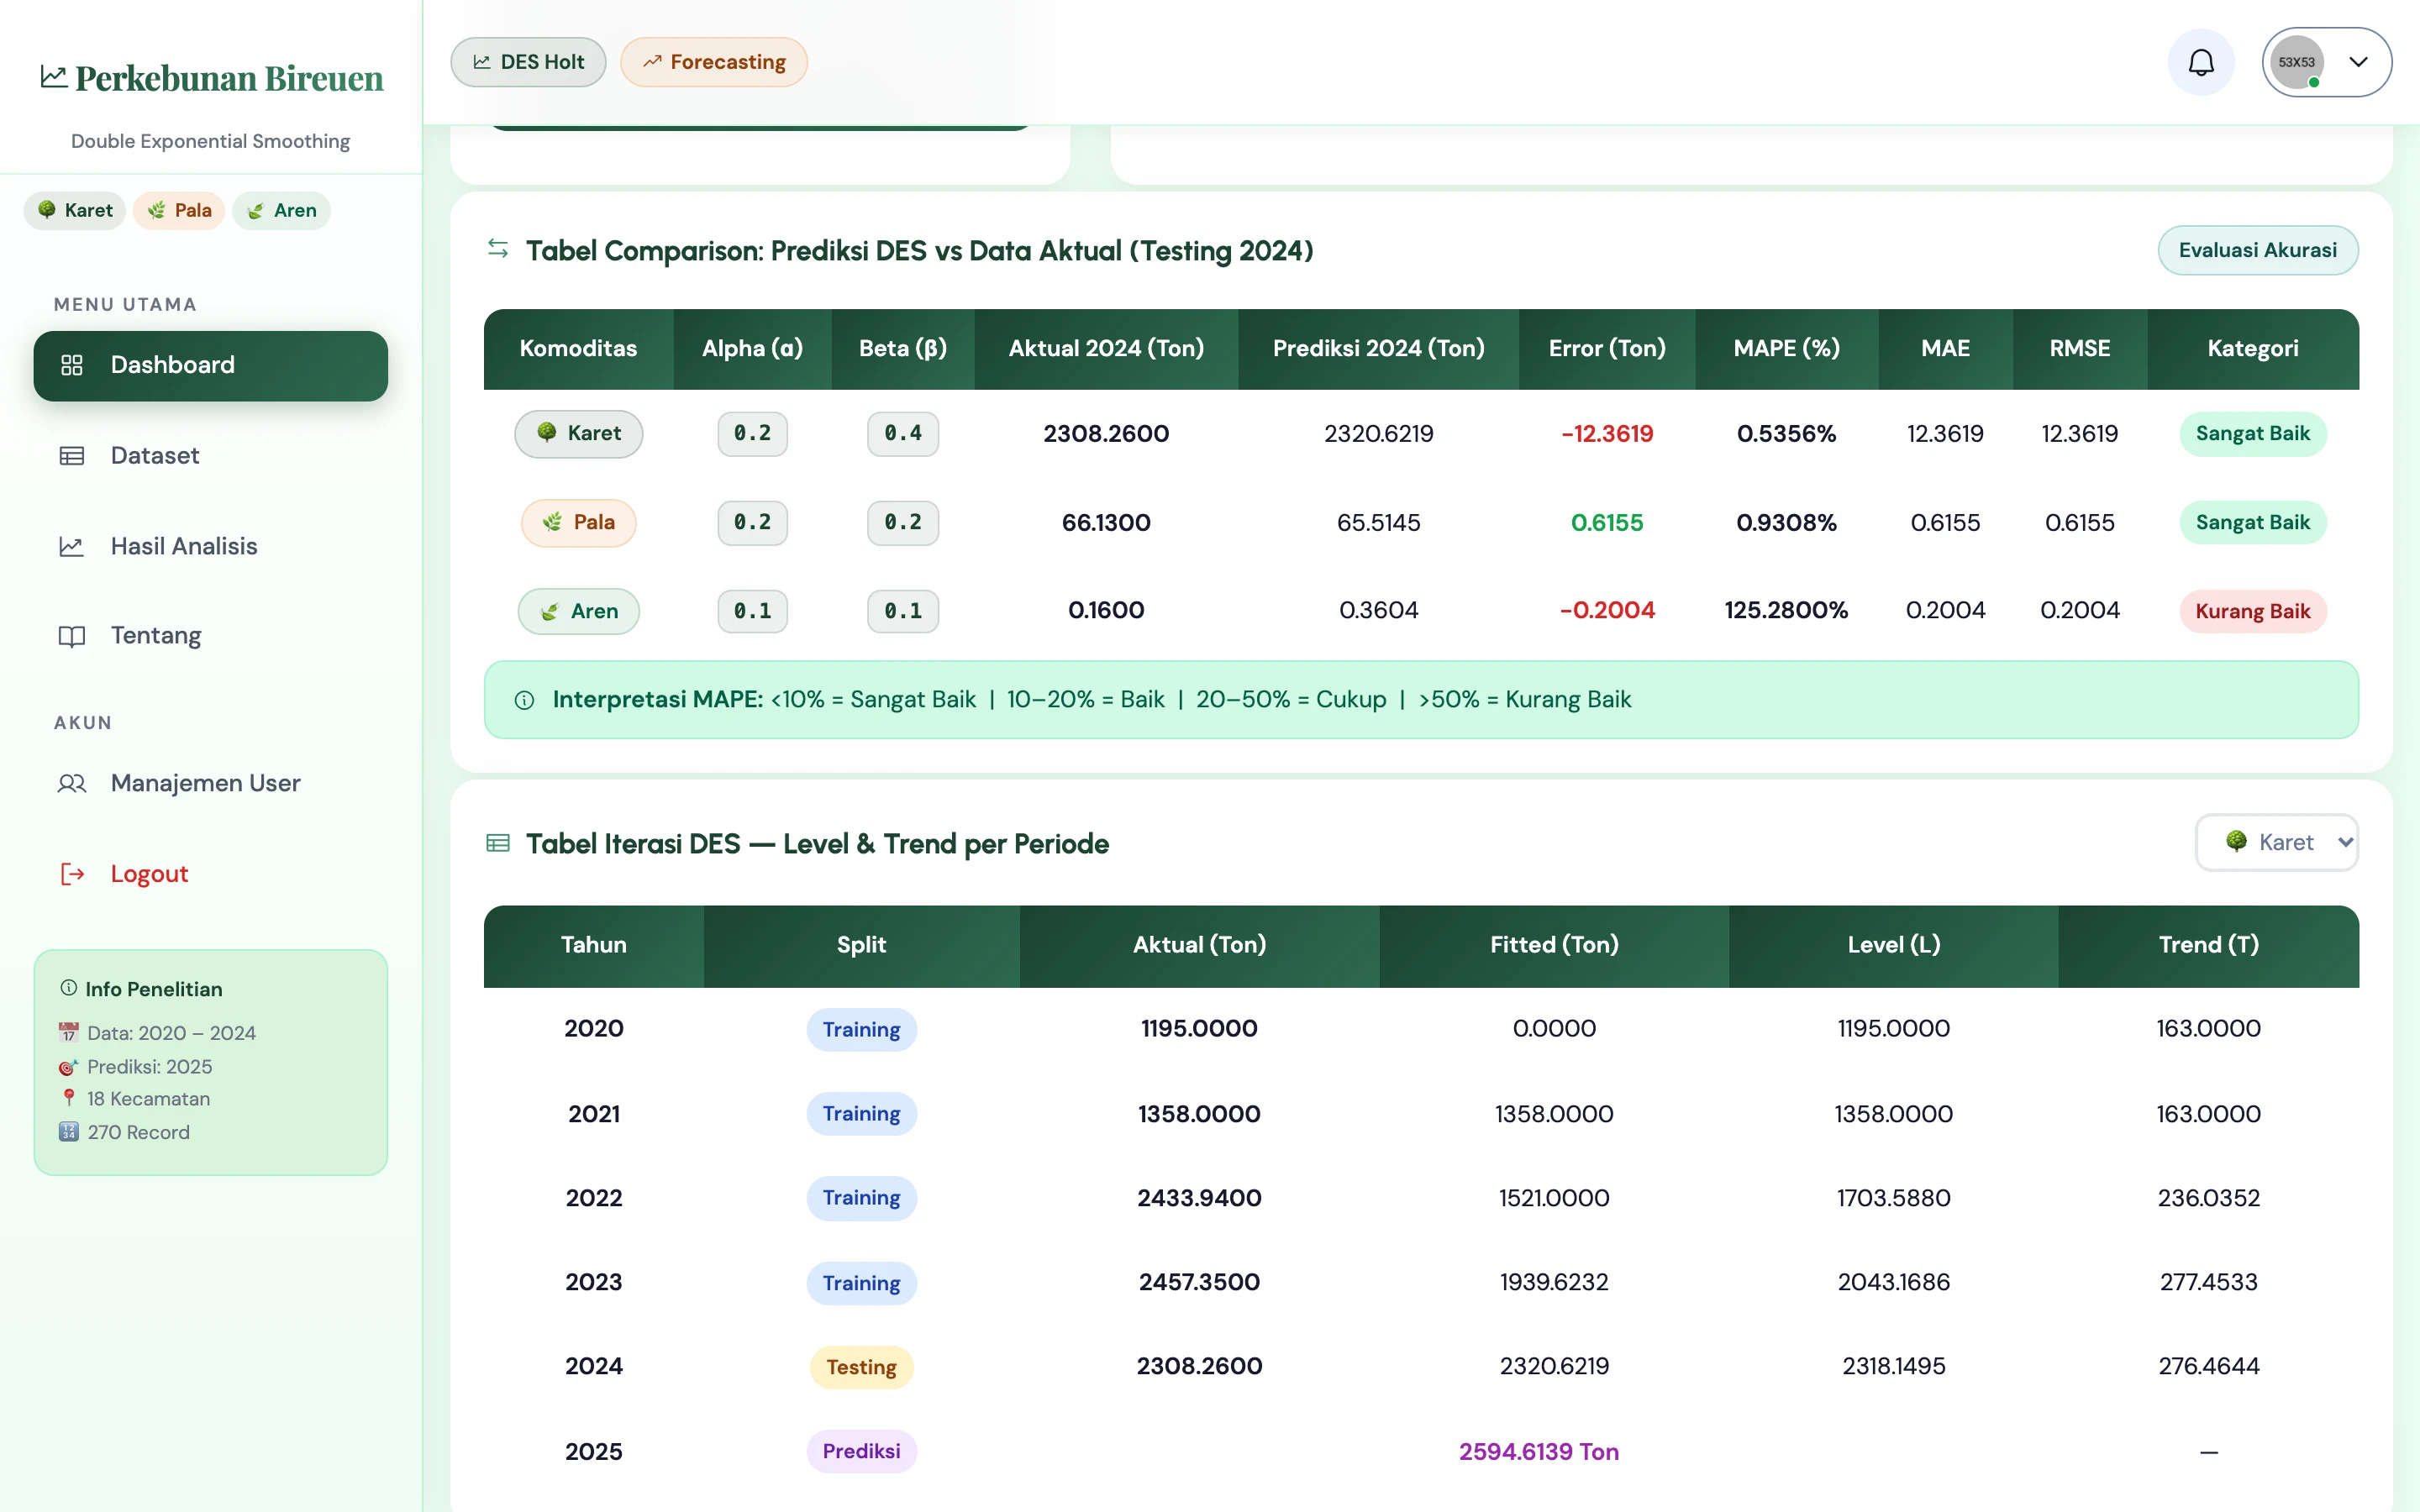 Perkebunan Bireuen
Double Exponential Smoothing
Karet Pala Aren
MENU UTAMA
Dashboard
Dataset
Hasil Analisis
Tentang
AKUN
Manajemen User
Logout
Info Penelitian
Data: 2020 – 2024
Prediksi: 2025
18 Kecamatan
270 Record
DES Holt Forecasting
53X53
Tabel Comparison: Prediksi DES vs Data Aktual (Testing 2024) Evaluasi Akurasi
Komoditas Alpha (α) Beta (β) Aktual 2024 (Ton) Prediksi 2024 (Ton) Error (Ton) MAPE (%) MAE RMSE Kategori
Karet 0.2 0.4 2308.2600 2320.6219 -12.3619 0.5356% 12.3619 12.3619 Sangat Baik
Pala 0.2 0.2 66.1300 65.5145 0.6155 0.9308% 0.6155 0.6155 Sangat Baik
Aren 0.1 0.1 0.1600 0.3604 -0.2004 125.2800% 0.2004 0.2004 Kurang Baik
Interpretasi MAPE: <10% = Sangat Baik | 10–20% = Baik | 20–50% = Cukup | >50% = Kurang Baik
Tabel Iterasi DES — Level & Trend per Periode Karet
Tahun Split Aktual (Ton) Fitted (Ton) Level (L) Trend (T)
2020 Training 1195.0000 0.0000 1195.0000 163.0000
2021 Training 1358.0000 1358.0000 1358.0000 163.0000
2022 Training 2433.9400 1521.0000 1703.5880 236.0352
2023 Training 2457.3500 1939.6232 2043.1686 277.4533
2024 Testing 2308.2600 2320.6219 2318.1495 276.4644
2025 Prediksi 2594.6139 Ton —